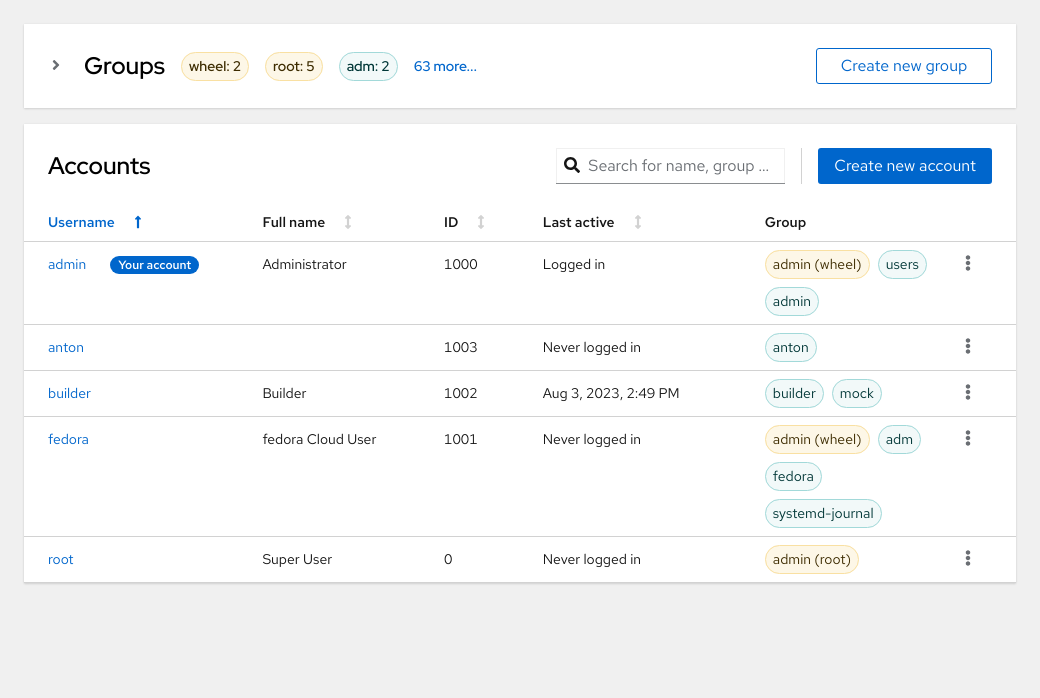 Groups wheel: 2 root: 5 adm: 2 63 more... Create new group
Accounts Search for name, group ... Create new account
Username Full name ID Last active Group
admin Your account Administrator 1000 Logged in admin (wheel) users
admin
anton 1003 Never logged in anton
builder Builder 1002 Aug 3, 2023, 2:49 PM builder mock
fedora fedora Cloud User 1001 Never logged in admin (wheel) adm
fedora
systemd-journal
root Super User 0 Never logged in admin (root)